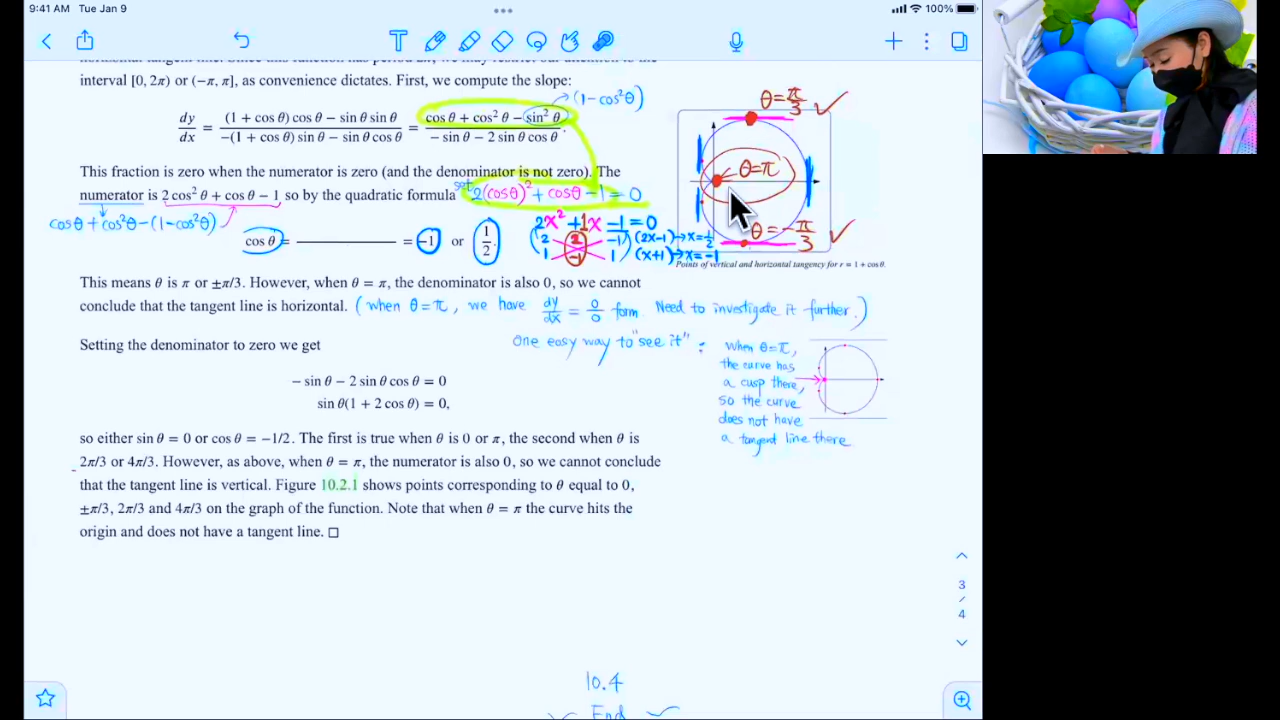 9:41 AM Tue Jan 9
100%
interval [0, 2π) or (−π, π], as convenience dictates. First, we compute the slope:
(1−cos²θ)
dy/dx = ((1 + cos θ) cos θ − sin θ sin θ)/(−(1 + cos θ) sin θ − sin θ cos θ) = (cos θ + cos² θ − sin² θ)/(− sin θ − 2 sin θ cos θ).
This fraction is zero when the numerator is zero (and the denominator is not zero). The
numerator is 2 cos² θ + cos θ − 1 so by the quadratic formula
set 2(cosθ)² + cosθ −1 = 0
cosθ + cos²θ − (1−cos²θ)
2x² + 1x − 1 = 0
cos θ = ________ = −1 or 1/2.
2 2 −1 (2x−1)→x=1/2
1 −1 1 (x+1)→x=−1
θ=π/3 ✓
θ=π
θ=−π/3 ✓
Points of vertical and horizontal tangency for r = 1 + cos θ.
This means θ is π or ±π/3. However, when θ = π, the denominator is also 0, so we cannot
conclude that the tangent line is horizontal. (when θ=π, we have dy/dx = 0/0 form. Need to investigate it further.)
One easy way to "see it":
When θ=π,
the curve has
a cusp there,
so the curve
does not have
a tangent line there
Setting the denominator to zero we get
− sin θ − 2 sin θ cos θ = 0
sin θ(1 + 2 cos θ) = 0,
so either sin θ = 0 or cos θ = −1/2. The first is true when θ is 0 or π, the second when θ is
2π/3 or 4π/3. However, as above, when θ = π, the numerator is also 0, so we cannot conclude
that the tangent line is vertical. Figure 10.2.1 shows points corresponding to θ equal to 0,
±π/3, 2π/3 and 4π/3 on the graph of the function. Note that when θ = π the curve hits the
origin and does not have a tangent line. □
3
/
4
10.4
End